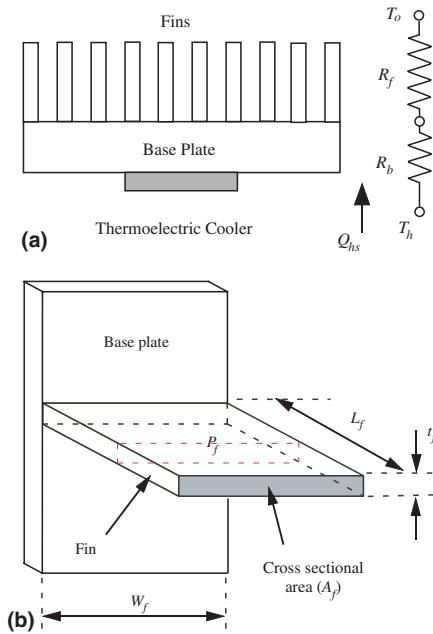 Fins
T_o
R_f
Base Plate
R_b
Thermoelectric Cooler
(a)
Q_hs
T_h
Base plate
L_f
t_f
P_f
Fin
Cross sectional
area (A_f)
W_f
(b)